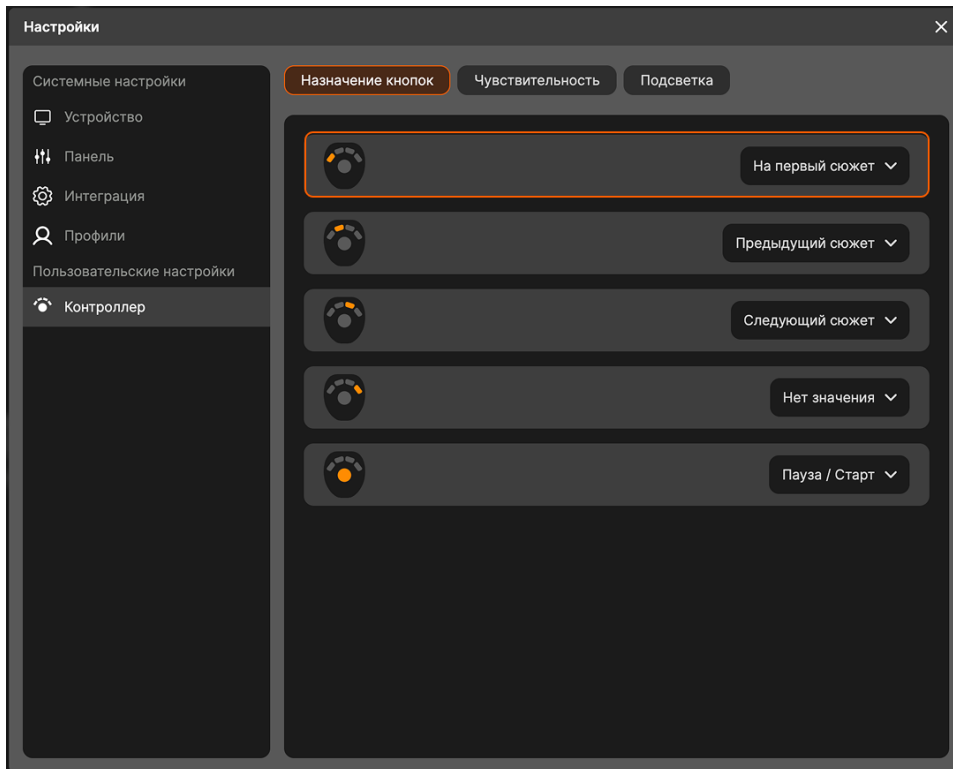 Настройки
Системные настройки
Устройство
Панель
Интеграция
Профили
Пользовательские настройки
Контроллер
Назначение кнопок
Чувствительность
Подсветка
На первый сюжет
Предыдущий сюжет
Следующий сюжет
Нет значения
Пауза / Старт